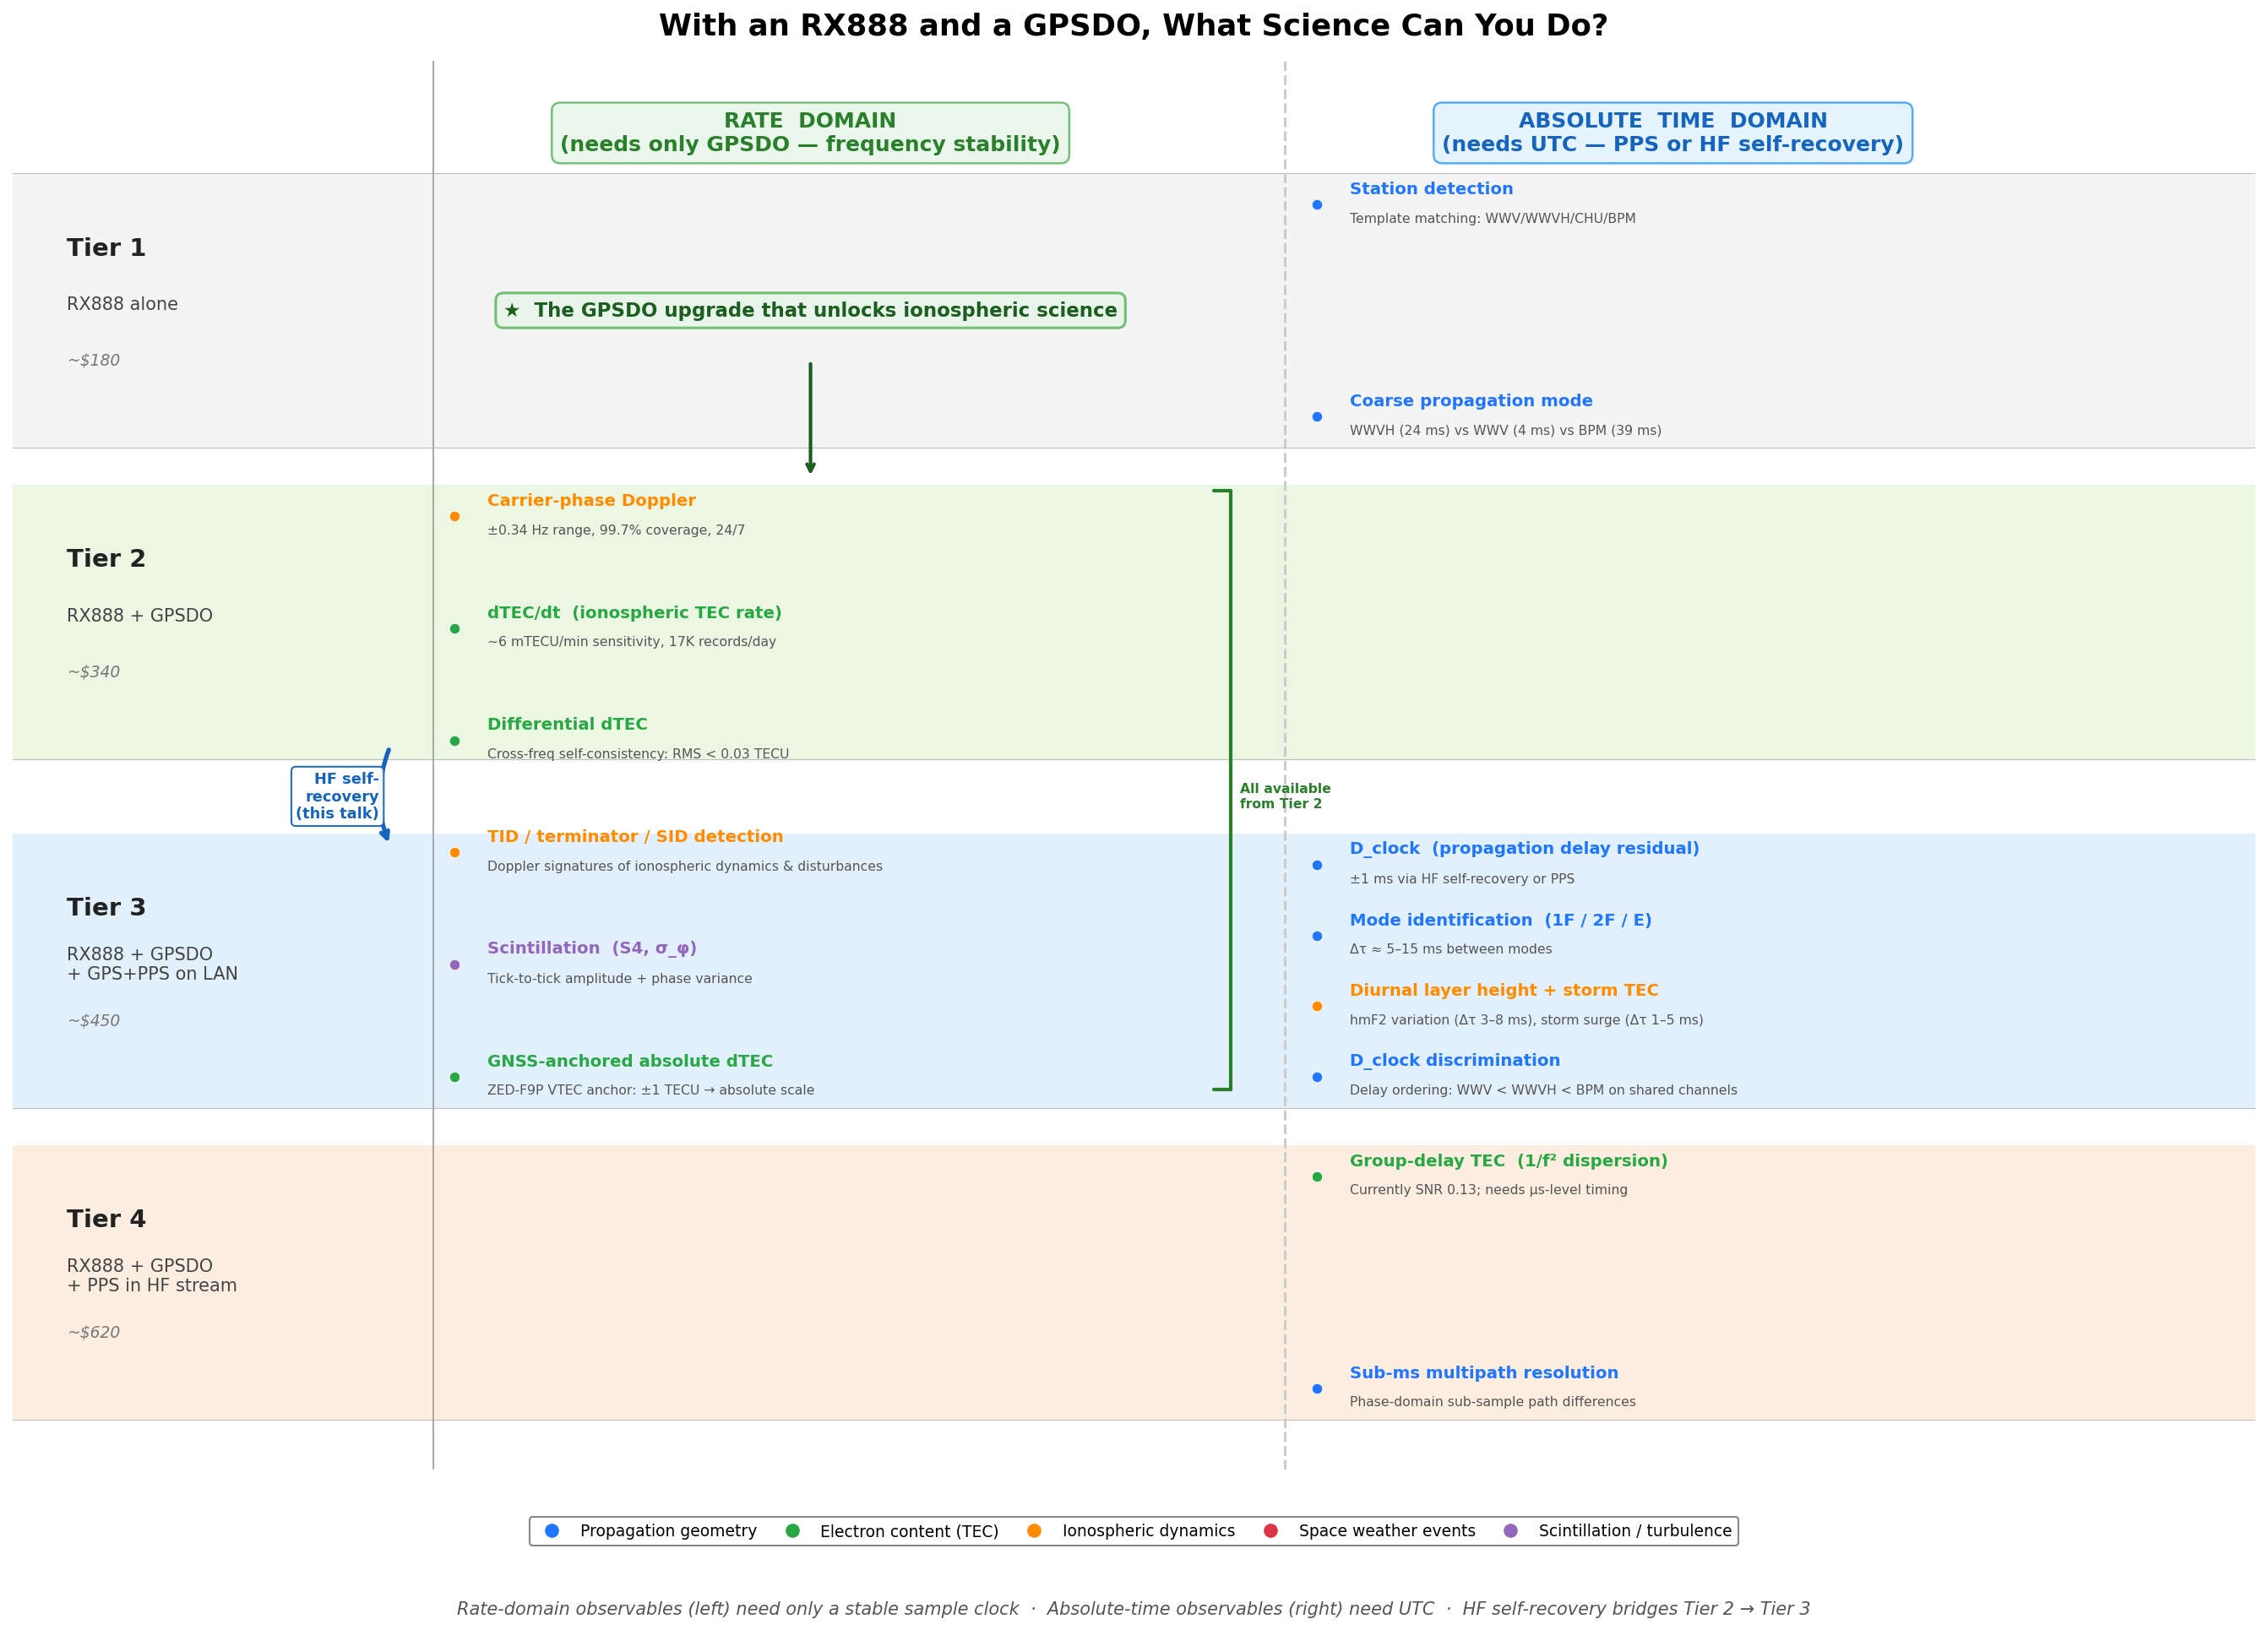 With an RX888 and a GPSDO, What Science Can You Do?
RATE  DOMAIN
(needs only GPSDO — frequency stability)
ABSOLUTE  TIME  DOMAIN
(needs UTC — PPS or HF self-recovery)
Tier 1
RX888 alone
~$180
★  The GPSDO upgrade that unlocks ionospheric science
Station detection
Template matching: WWV/WWVH/CHU/BPM
Coarse propagation mode
WWVH (24 ms) vs WWV (4 ms) vs BPM (39 ms)
Tier 2
RX888 + GPSDO
~$340
Carrier-phase Doppler
±0.34 Hz range, 99.7% coverage, 24/7
dTEC/dt  (ionospheric TEC rate)
~6 mTECU/min sensitivity, 17K records/day
Differential dTEC
Cross-freq self-consistency: RMS < 0.03 TECU
HF self-
recovery
(this talk)
All available
from Tier 2
Tier 3
RX888 + GPSDO
+ GPS+PPS on LAN
~$450
TID / terminator / SID detection
Doppler signatures of ionospheric dynamics & disturbances
Scintillation  (S4, σ_φ)
Tick-to-tick amplitude + phase variance
GNSS-anchored absolute dTEC
ZED-F9P VTEC anchor: ±1 TECU → absolute scale
D_clock  (propagation delay residual)
±1 ms via HF self-recovery or PPS
Mode identification  (1F / 2F / E)
Δτ ≈ 5–15 ms between modes
Diurnal layer height + storm TEC
hmF2 variation (Δτ 3–8 ms), storm surge (Δτ 1–5 ms)
D_clock discrimination
Delay ordering: WWV < WWVH < BPM on shared channels
Tier 4
RX888 + GPSDO
+ PPS in HF stream
~$620
Group-delay TEC  (1/f² dispersion)
Currently SNR 0.13; needs µs-level timing
Sub-ms multipath resolution
Phase-domain sub-sample path differences
Propagation geometry
Electron content (TEC)
Ionospheric dynamics
Space weather events
Scintillation / turbulence
Rate-domain observables (left) need only a stable sample clock  ·  Absolute-time observables (right) need UTC  ·  HF self-recovery bridges Tier 2 → Tier 3